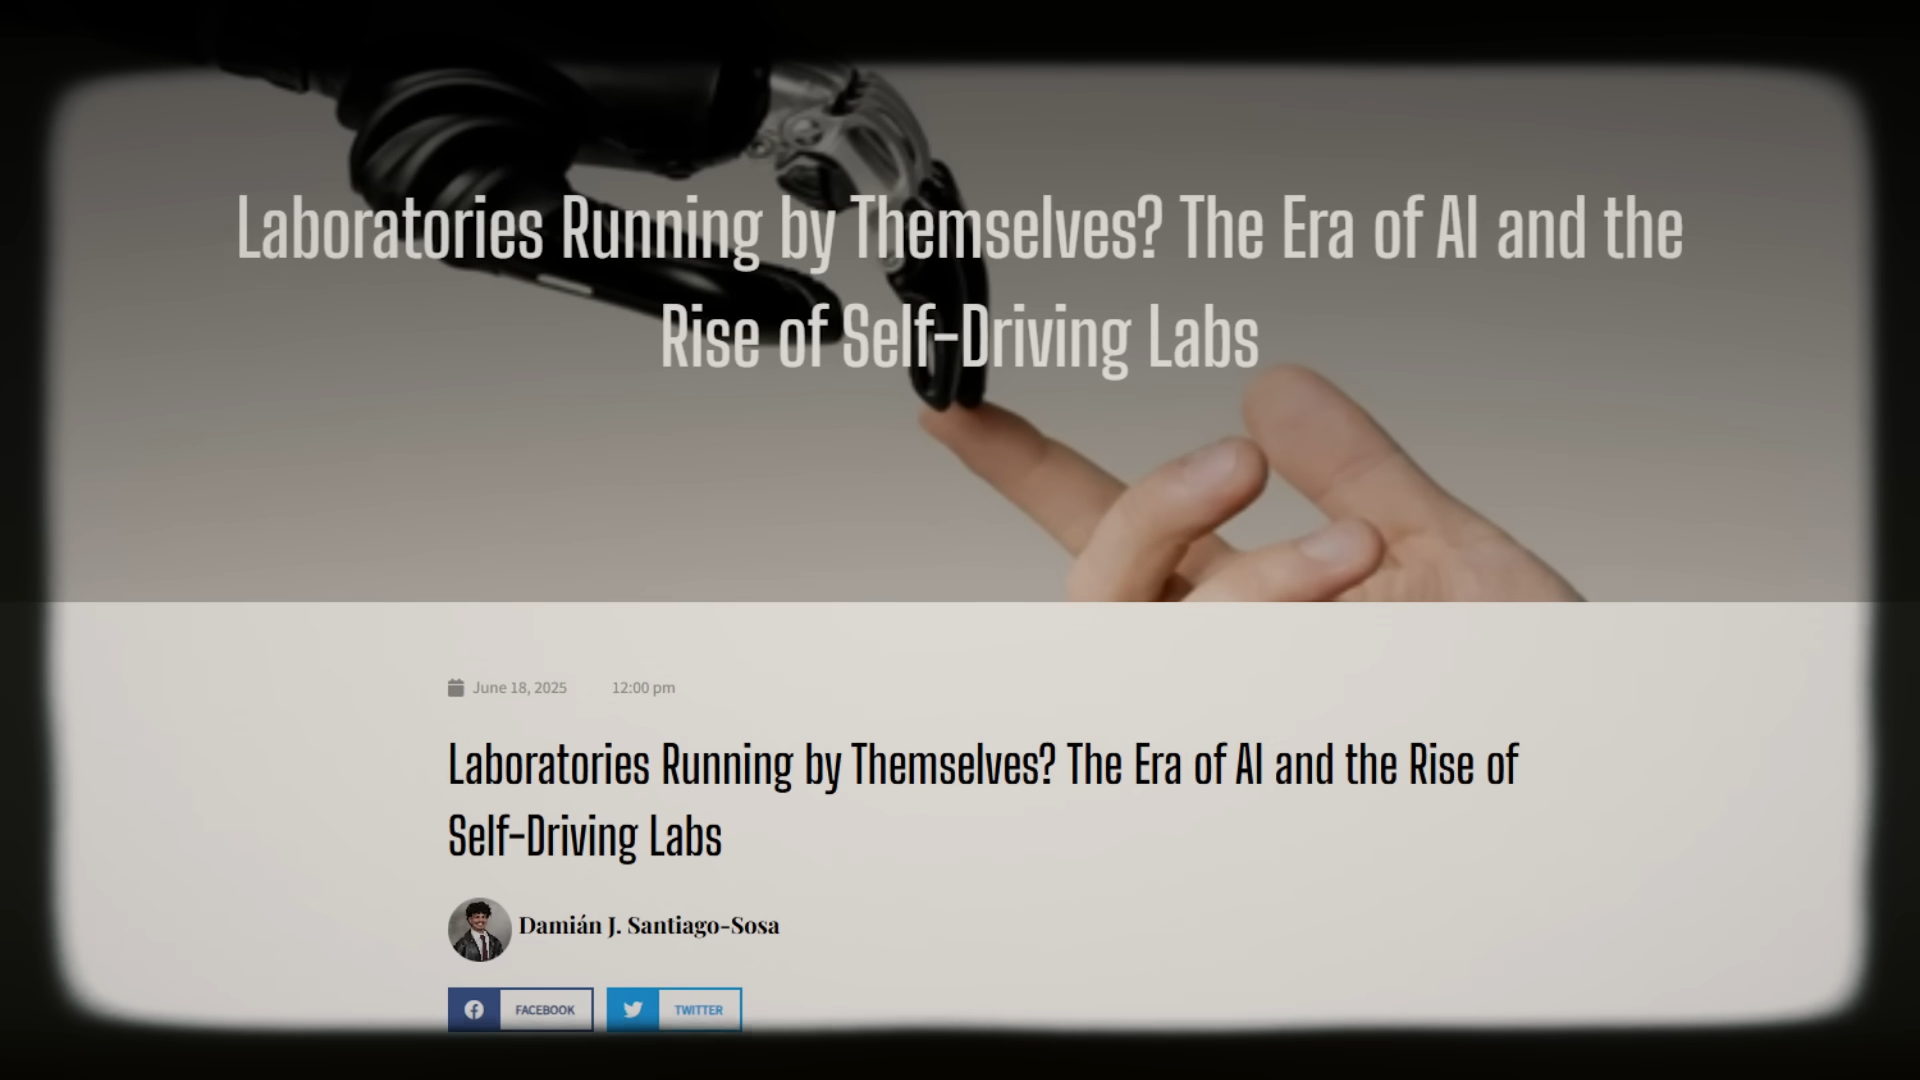 Laboratories Running by Themselves? The Era of AI and the
Rise of Self-Driving Labs
June 18, 2025 12:00 pm
Laboratories Running by Themselves? The Era of AI and the Rise of
Self-Driving Labs
Damián J. Santiago-Sosa
FACEBOOK TWITTER